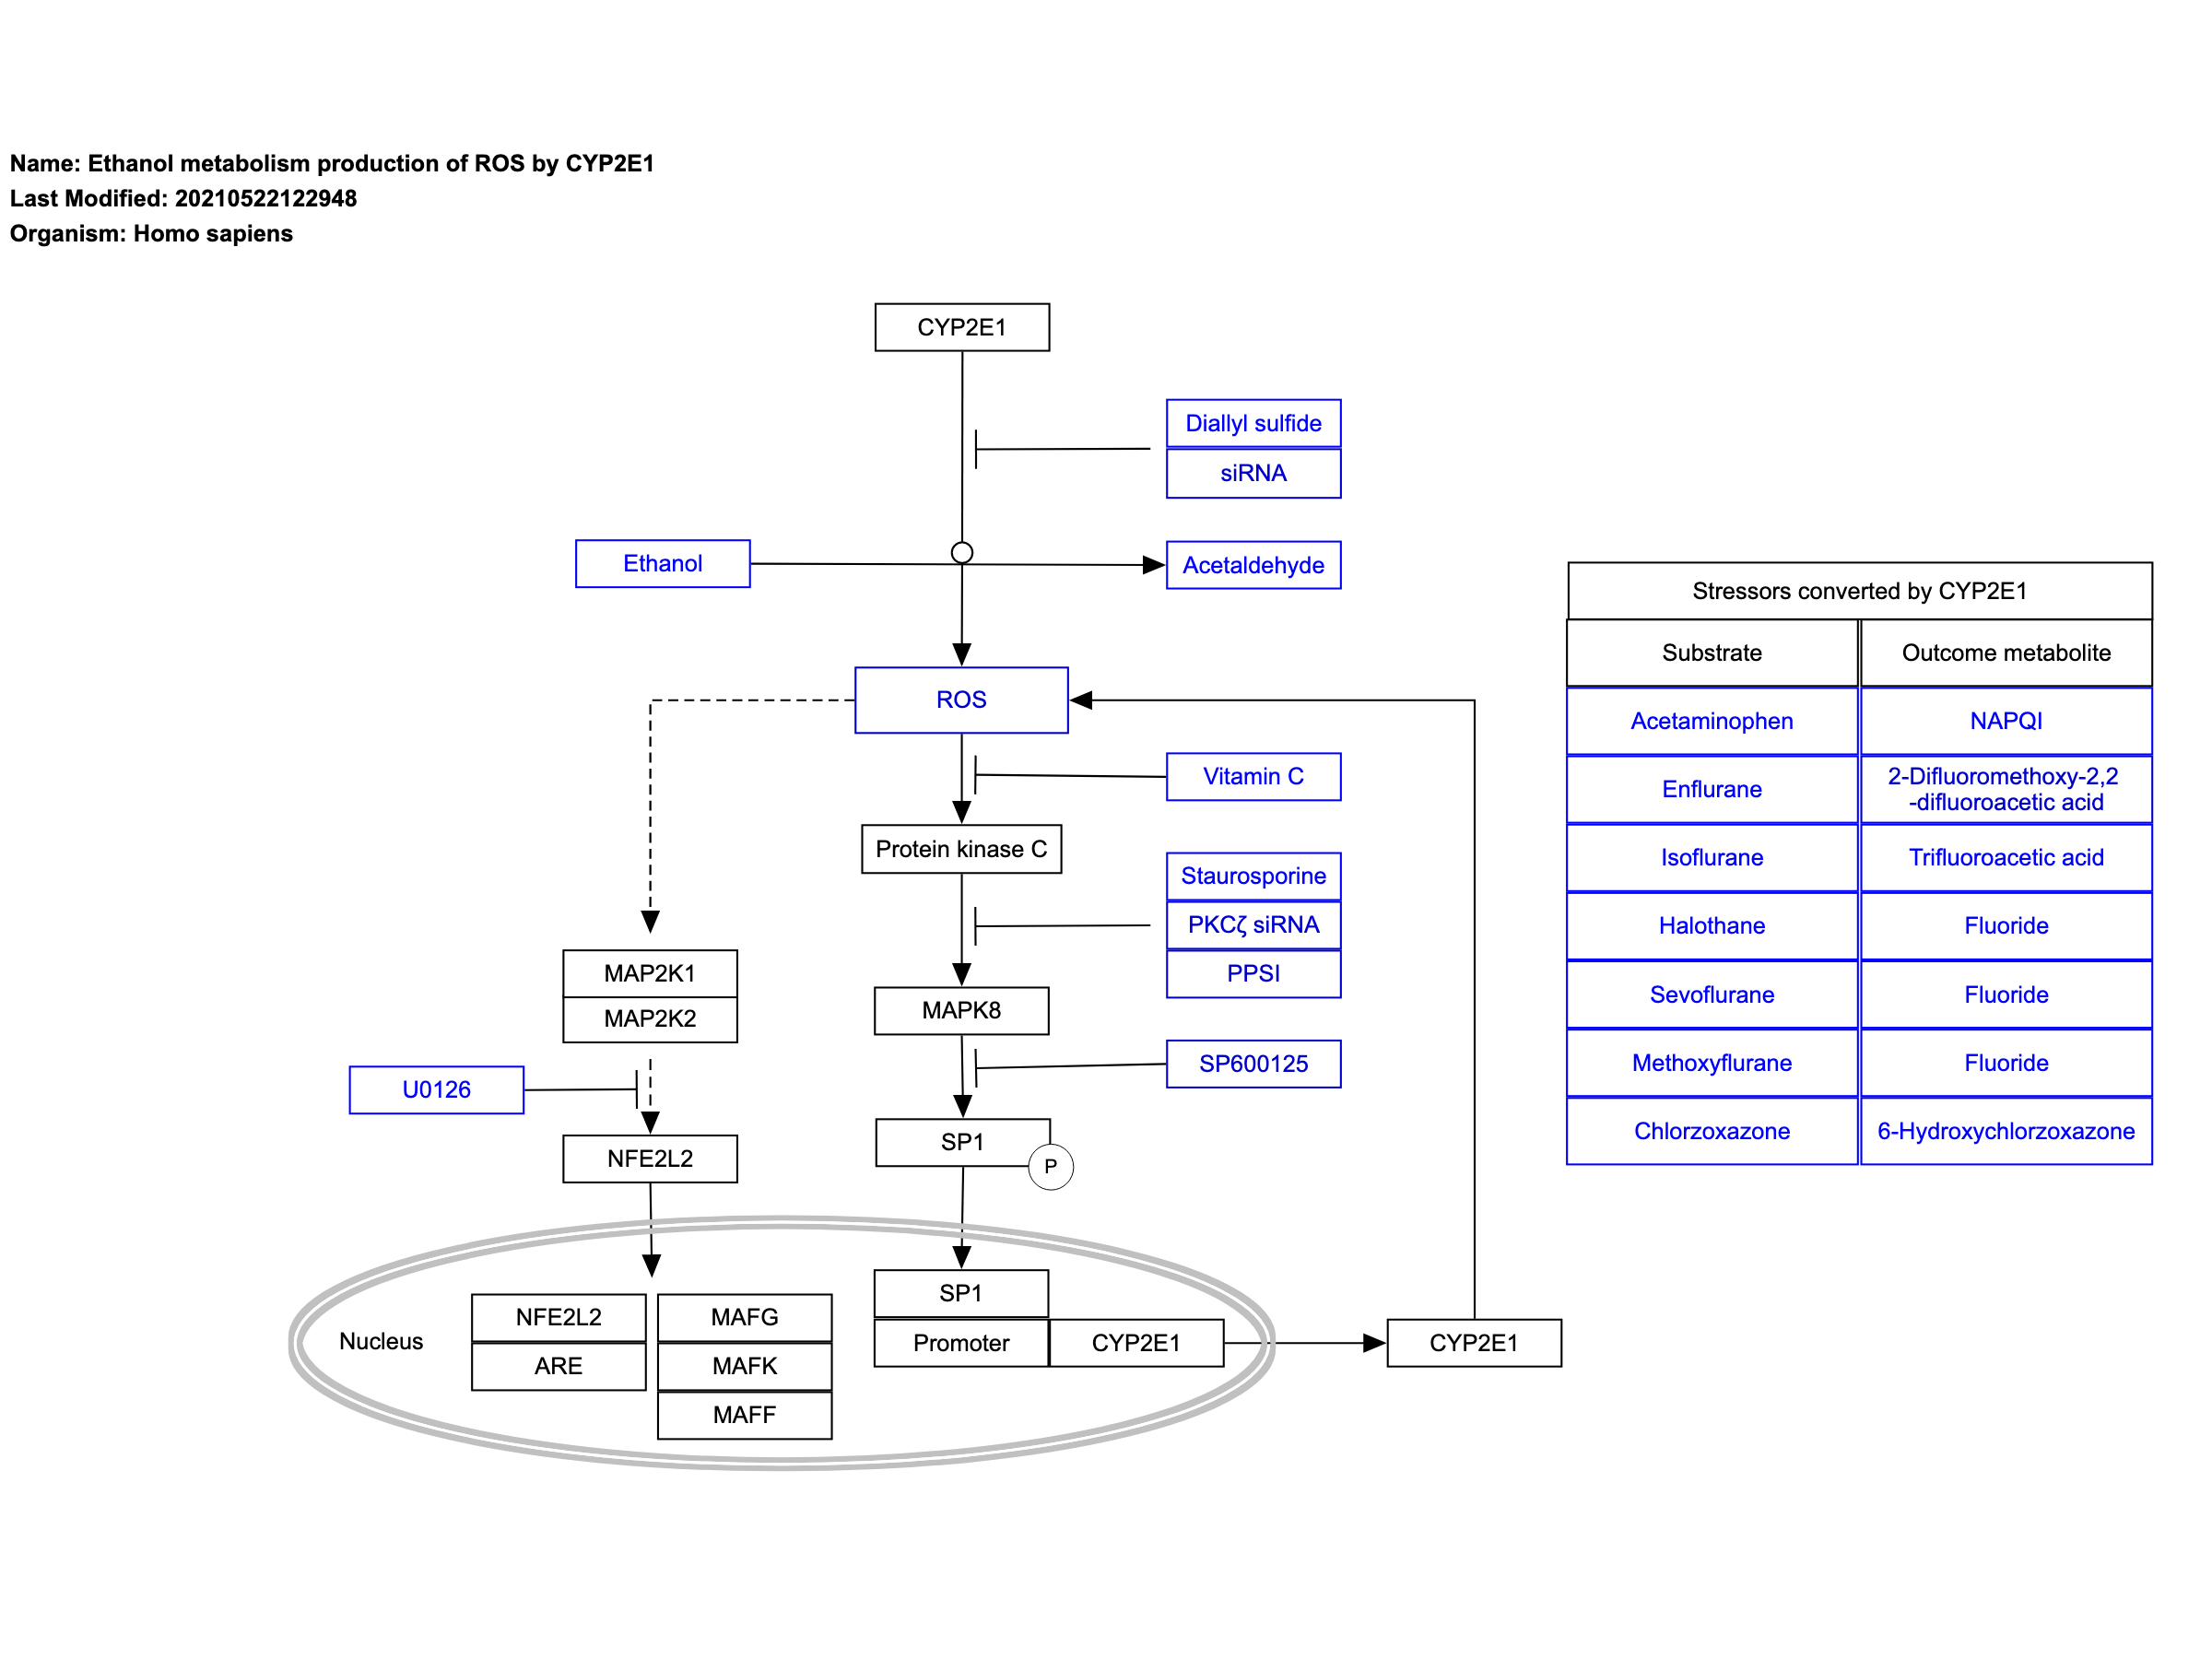 Name: Ethanol metabolism production of ROS by CYP2E1
Last Modified: 20210522122948
Organism: Homo sapiens
CYP2E1
Diallyl sulfide
siRNA
Ethanol
Acetaldehyde
ROS
Vitamin C
Protein kinase C
Staurosporine
PKCζ siRNA
PPSI
MAP2K1
MAP2K2
MAPK8
U0126
SP600125
NFE2L2
SP1
P
Nucleus
NFE2L2
ARE
MAFG
MAFK
MAFF
SP1
Promoter
CYP2E1
CYP2E1
Stressors converted by CYP2E1
Substrate
Outcome metabolite
Acetaminophen
NAPQI
Enflurane
2-Difluoromethoxy-2,2
-difluoroacetic acid
Isoflurane
Trifluoroacetic acid
Halothane
Fluoride
Sevoflurane
Fluoride
Methoxyflurane
Fluoride
Chlorzoxazone
6-Hydroxychlorzoxazone